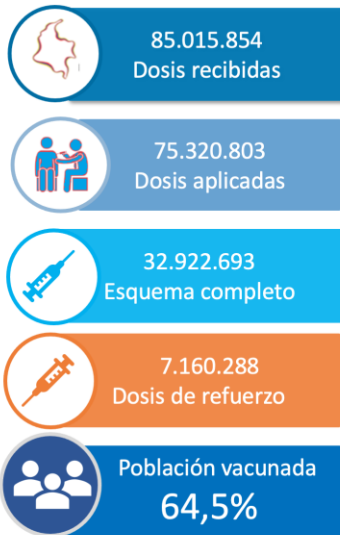 85.015.854
Dosis recibidas
75.320.803
Dosis aplicadas
32.922.693
Esquema completo
7.160.288
Dosis de refuerzo
Población vacunada
64,5%